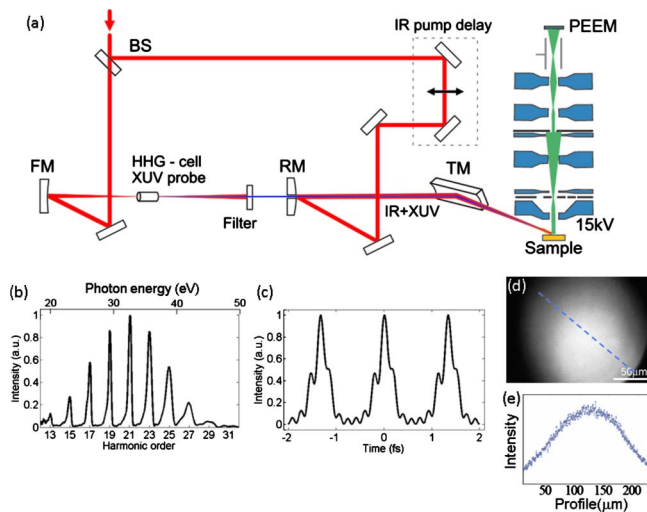 (a)
BS
IR pump delay
PEEM
FM
HHG - cell
XUV probe
RM
TM
Filter
IR+XUV
15kV
Sample
(b)
Photon energy (eV)
20 30 40 50
Intensity (a.u.)
1
0.8
0.6
0.4
0.2
0
13 15 17 19 21 23 25 27 29 31
Harmonic order
(c)
Intensity (a.u.)
1
0.8
0.6
0.4
0.2
0
-2 -1 0 1 2
Time (fs)
(d)
50μm
(e)
Intensity
50 100 150 200
Profile(μm)